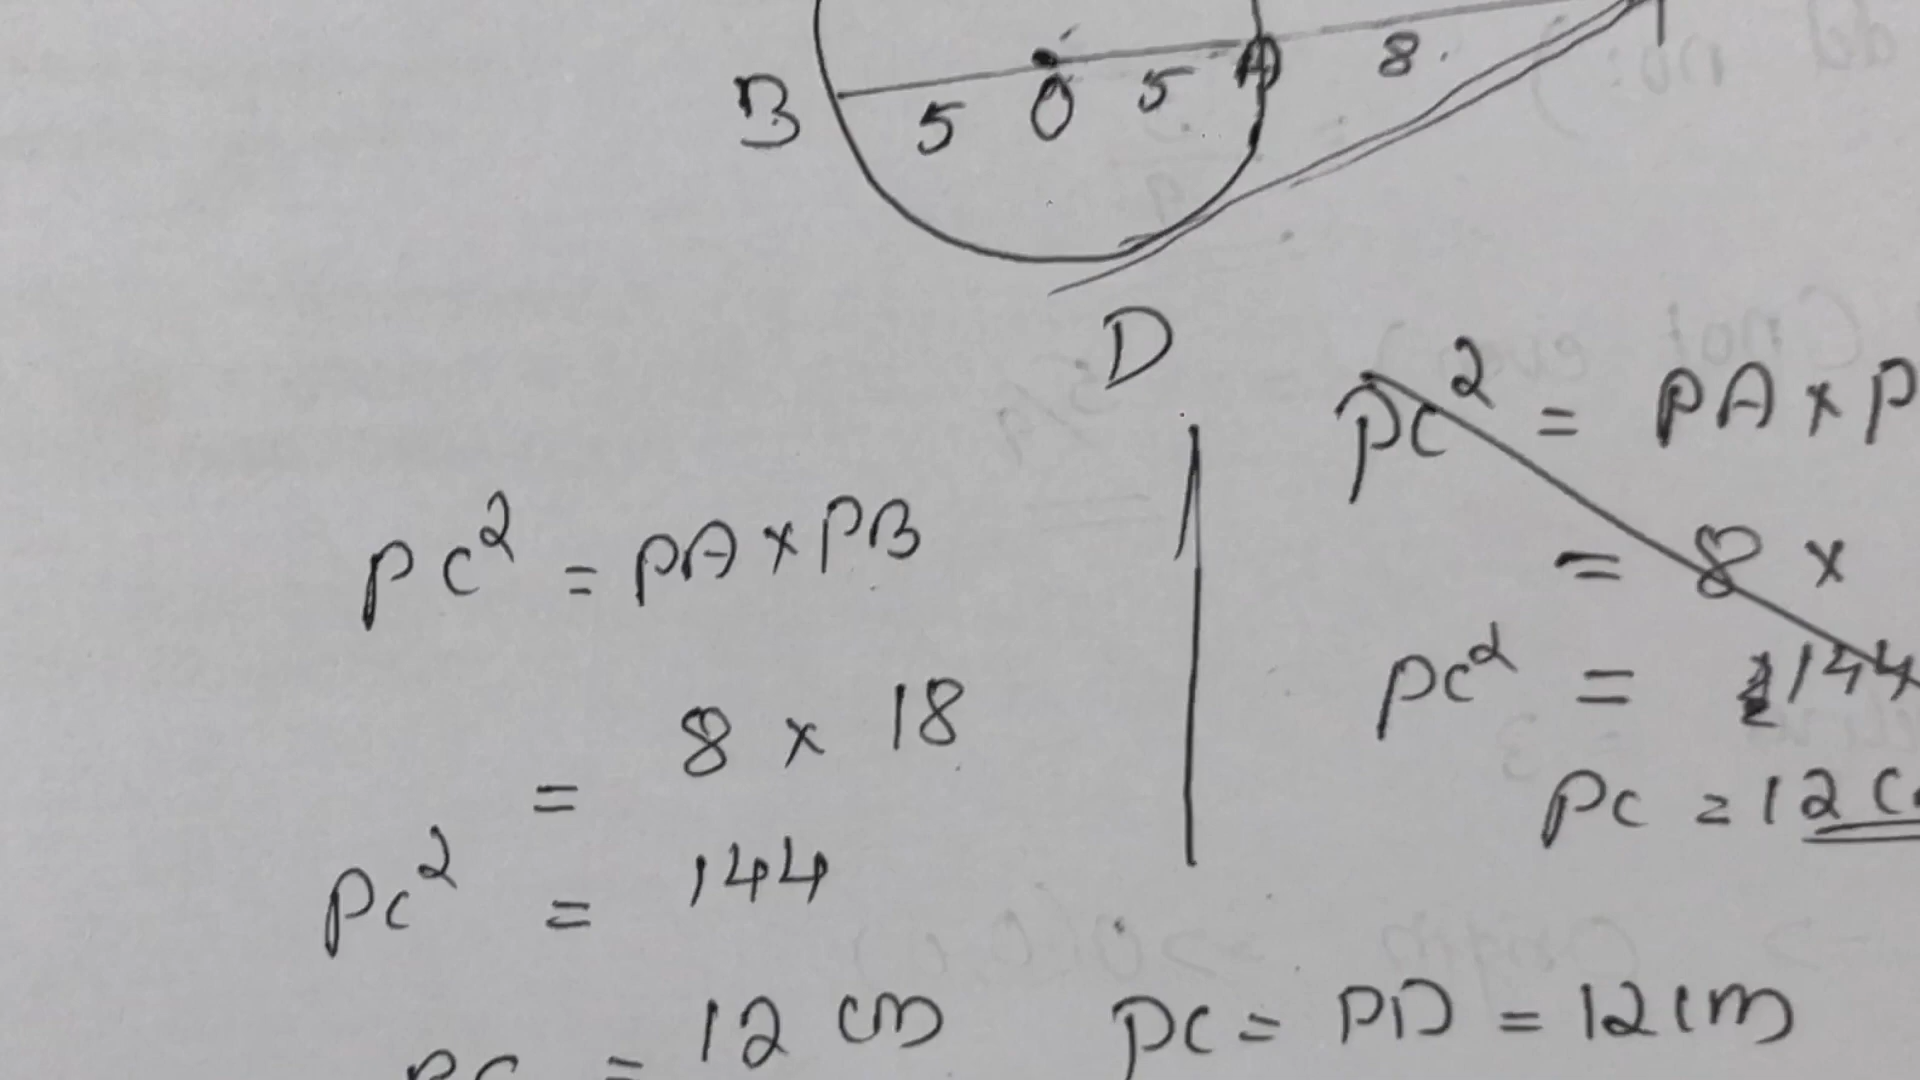 B 5 O 5 A 8
D
PC² = PA × PB
= 8 × 18
PC² = 144
PC = 12 cm
PC² = PA × P
= 8 ×
PC² = 144
PC = 12 c
PC = PD = 12 cm